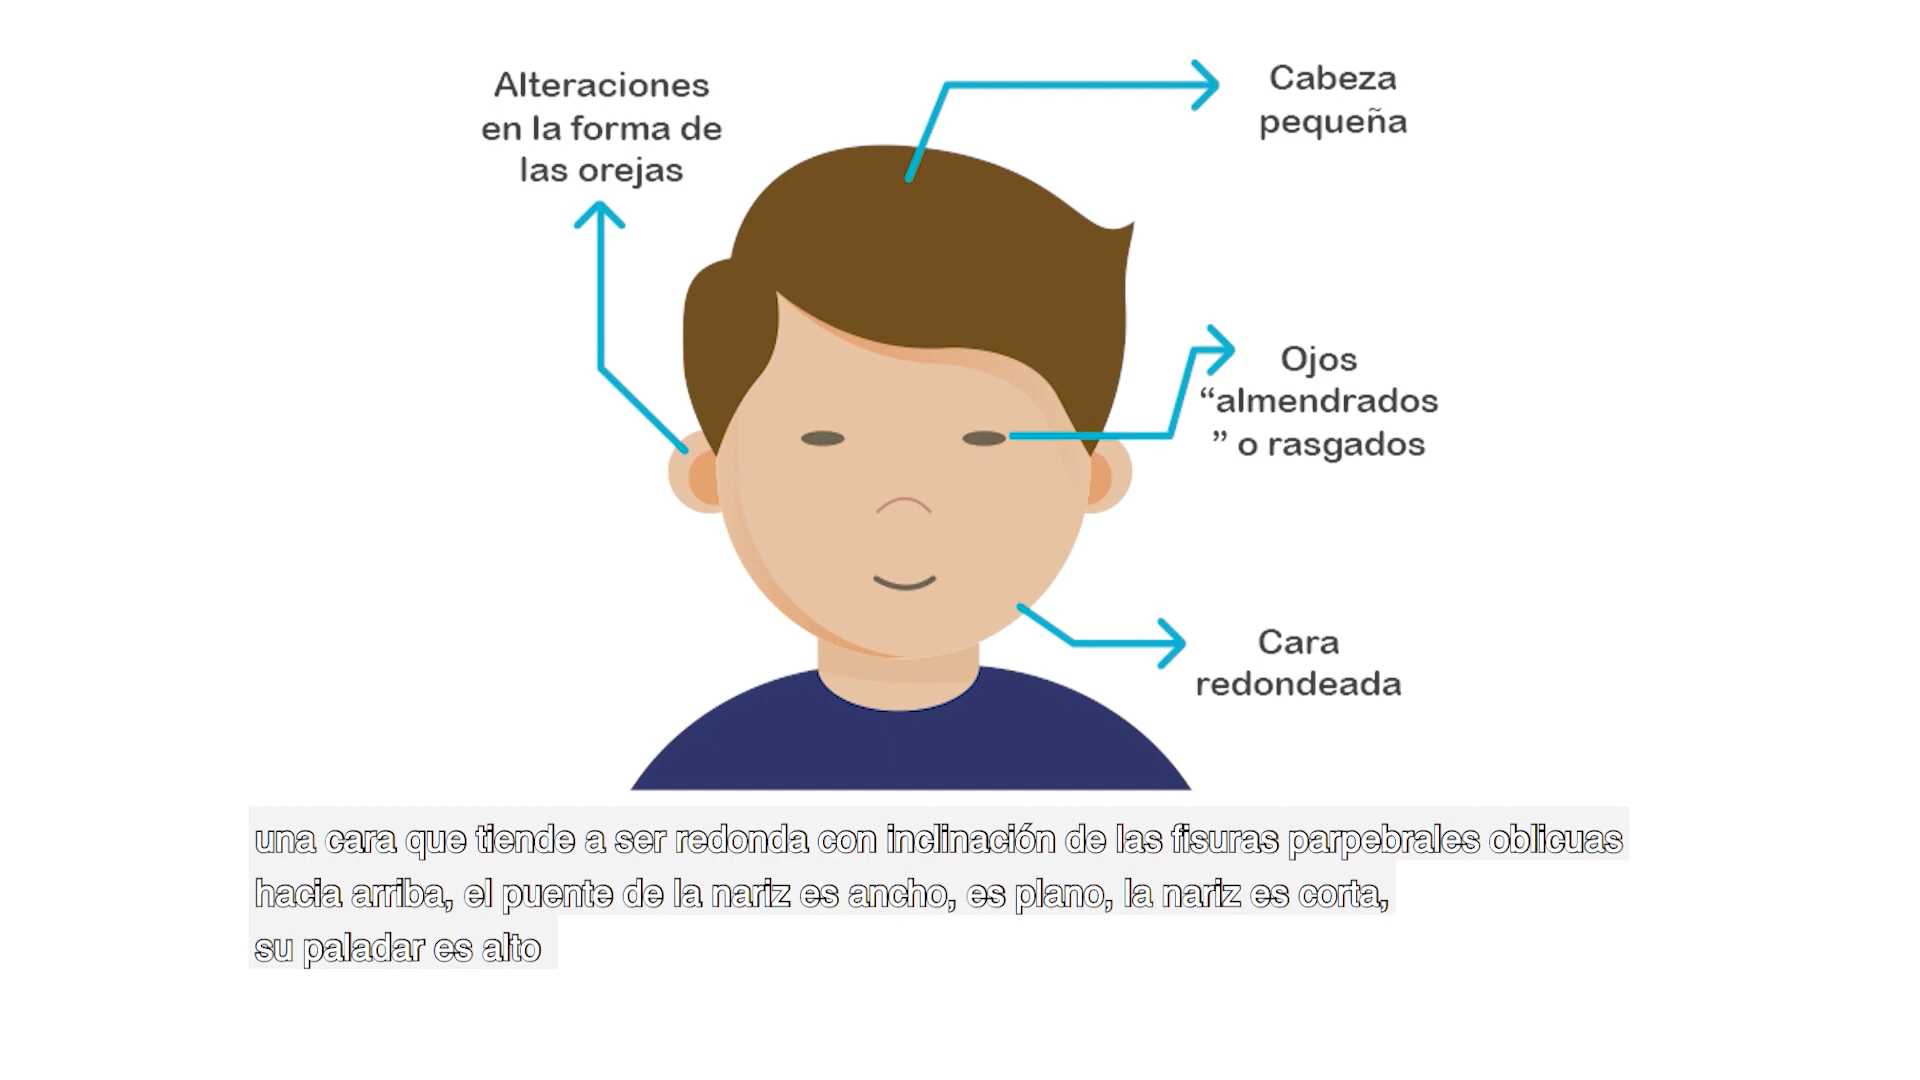 Alteraciones
en la forma de
las orejas
Cabeza
pequeña
Ojos
“almendrados
” o rasgados
Cara
redondeada
una cara que tiende a ser redonda con inclinación de las fisuras parpebrales oblicuas
hacia arriba, el puente de la nariz es ancho, es plano, la nariz es corta,
su paladar es alto